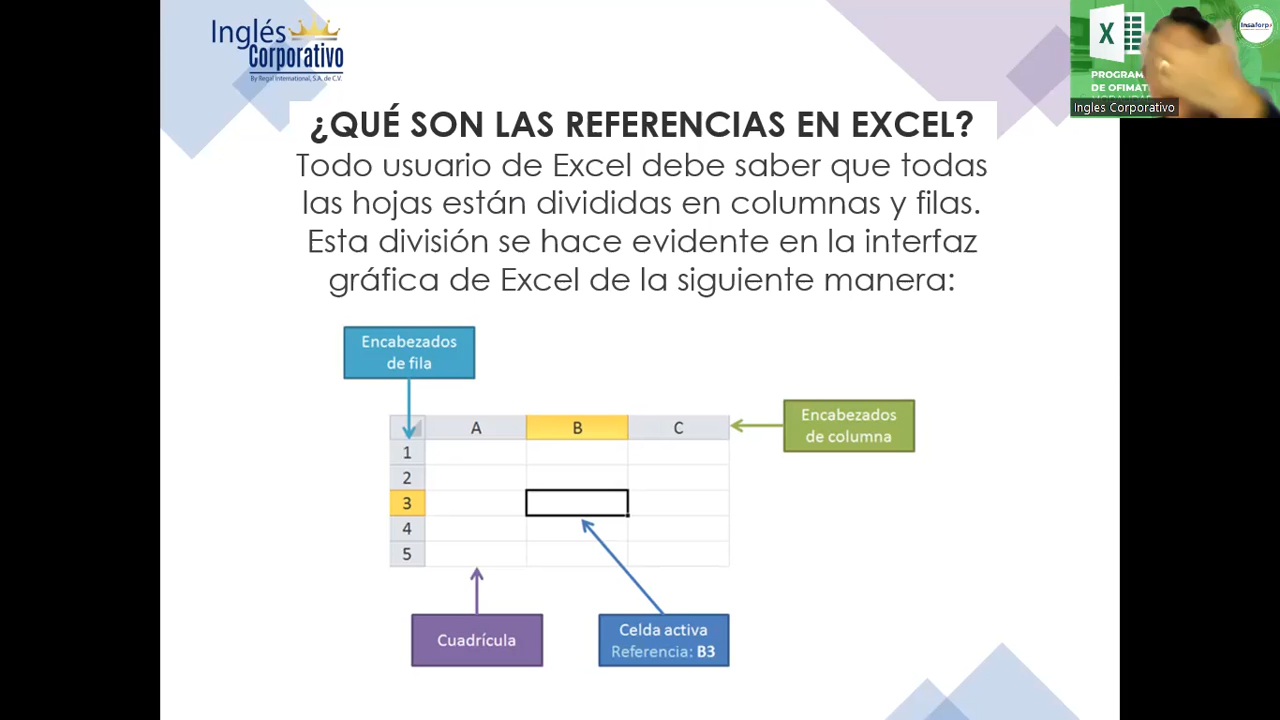 Inglés
Corporativo
By Regal International, S.A. de C.V.
¿QUÉ SON LAS REFERENCIAS EN EXCEL?
Todo usuario de Excel debe saber que todas
las hojas están divididas en columnas y filas.
Esta división se hace evidente en la interfaz
gráfica de Excel de la siguiente manera:
Encabezados
de fila
Encabezados
de columna
A B C
1
2
3
4
5
Cuadrícula
Celda activa
Referencia: B3
X
Insaforp
PROGRAM
DE OFIMAT
Ingles Corporativo